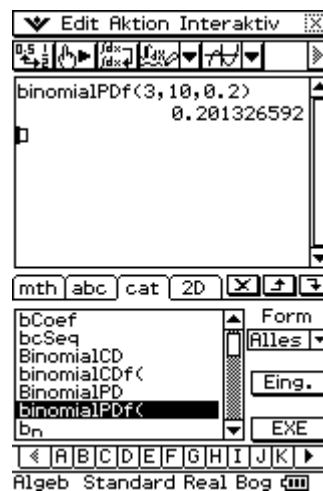 Edit Aktion Interaktiv
binomialPDf(3,10,0.2)
0.201326592
mth abc cat 2D
bCoef
Form
bcSeq
Alles
BinomialCD
binomialCDf(
Eing.
BinomialPD
binomialPDf(
bn
EXE
A B C D E F G H I J K
Algeb Standard Real Bog